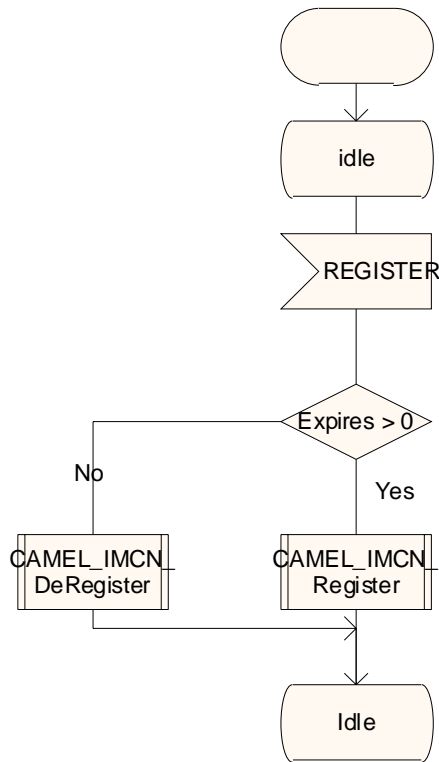 idle
REGISTER
Expires > 0
No
Yes
CAMEL_IMCN_
DeRegister
CAMEL_IMCN_
Register
Idle